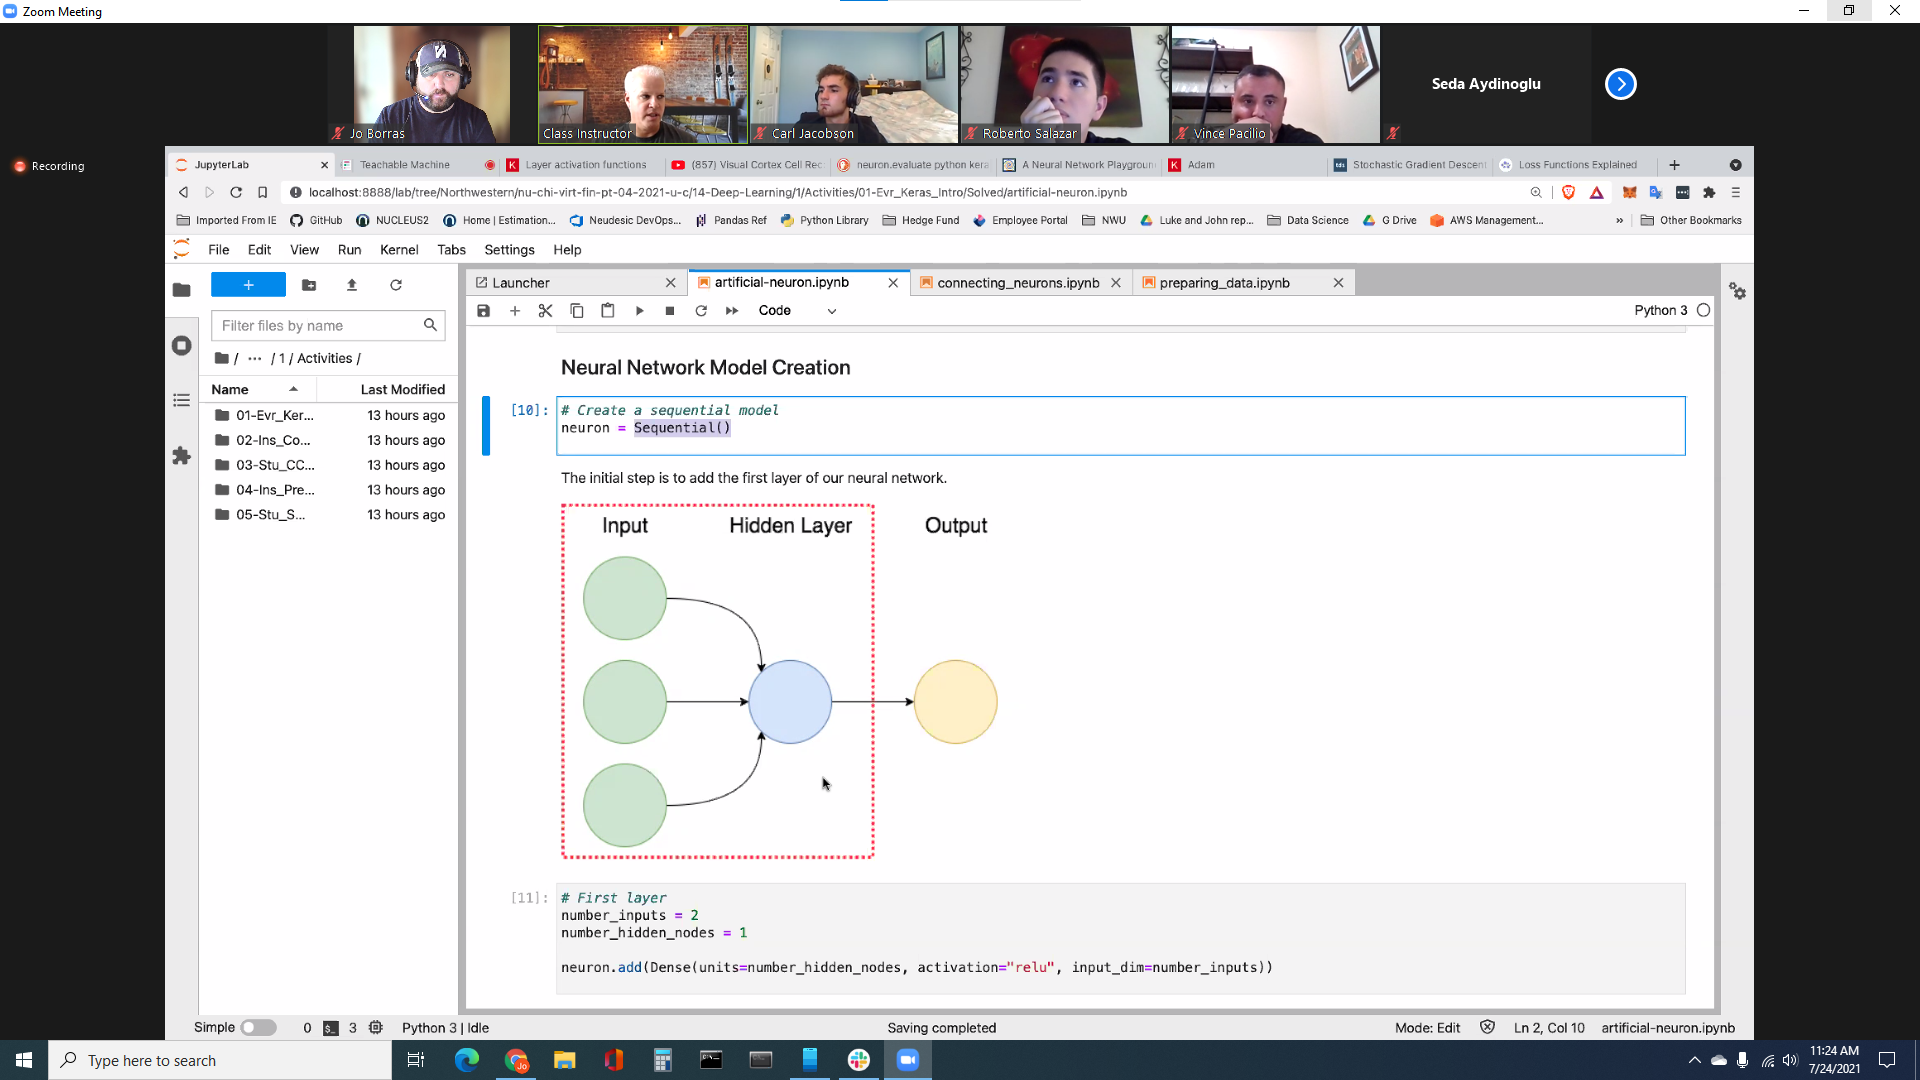 Zoom Meeting
Jo Borras
Class Instructor
Carl Jacobson
Roberto Salazar
Vince Pacilio
Seda Aydinoglu
Recording
JupyterLab
Teachable Machine
Layer activation functions
(857) Visual Cortex Cell Rec
neuron.evaluate python kera
A Neural Network Playgroun
Adam
Stochastic Gradient Descent
Loss Functions Explained
localhost:8888/lab/tree/Northwestern/nu-chi-virt-fin-pt-04-2021-u-c/14-Deep-Learning/1/Activities/01-Evr_Keras_Intro/Solved/artificial-neuron.ipynb
Imported From IE
GitHub
NUCLEUS2
Home | Estimation...
Neudesic DevOps...
Pandas Ref
Python Library
Hedge Fund
Employee Portal
NWU
Luke and John rep...
Data Science
G Drive
AWS Management...
»
Other Bookmarks
File Edit View Run Kernel Tabs Settings Help
Launcher
artificial-neuron.ipynb
connecting_neurons.ipynb
preparing_data.ipynb
Code
Python 3
Filter files by name
/ ··· / 1 / Activities /
Name Last Modified
01-Evr_Ker... 13 hours ago
02-Ins_Co... 13 hours ago
03-Stu_CC... 13 hours ago
04-Ins_Pre... 13 hours ago
05-Stu_S... 13 hours ago
Neural Network Model Creation
[10]: # Create a sequential model
neuron = Sequential()
The initial step is to add the first layer of our neural network.
Input Hidden Layer Output
[11]: # First layer
number_inputs = 2
number_hidden_nodes = 1
neuron.add(Dense(units=number_hidden_nodes, activation="relu", input_dim=number_inputs))
Simple 0 $_ 3 Python 3 | Idle Saving completed Mode: Edit Ln 2, Col 10 artificial-neuron.ipynb
Type here to search
11:24 AM
7/24/2021